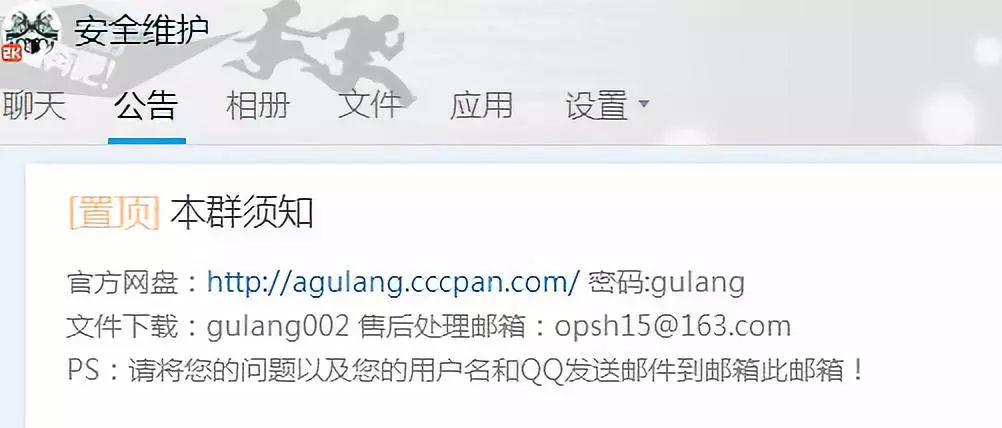 安全维护
2K
聊天 公告 相册 文件 应用 设置
[置顶] 本群须知
官方网盘：http://agulang.cccpan.com/ 密码:gulang
文件下载：gulang002 售后处理邮箱：opsh15@163.com
PS：请将您的问题以及您的用户名和QQ发送邮件到邮箱此邮箱！